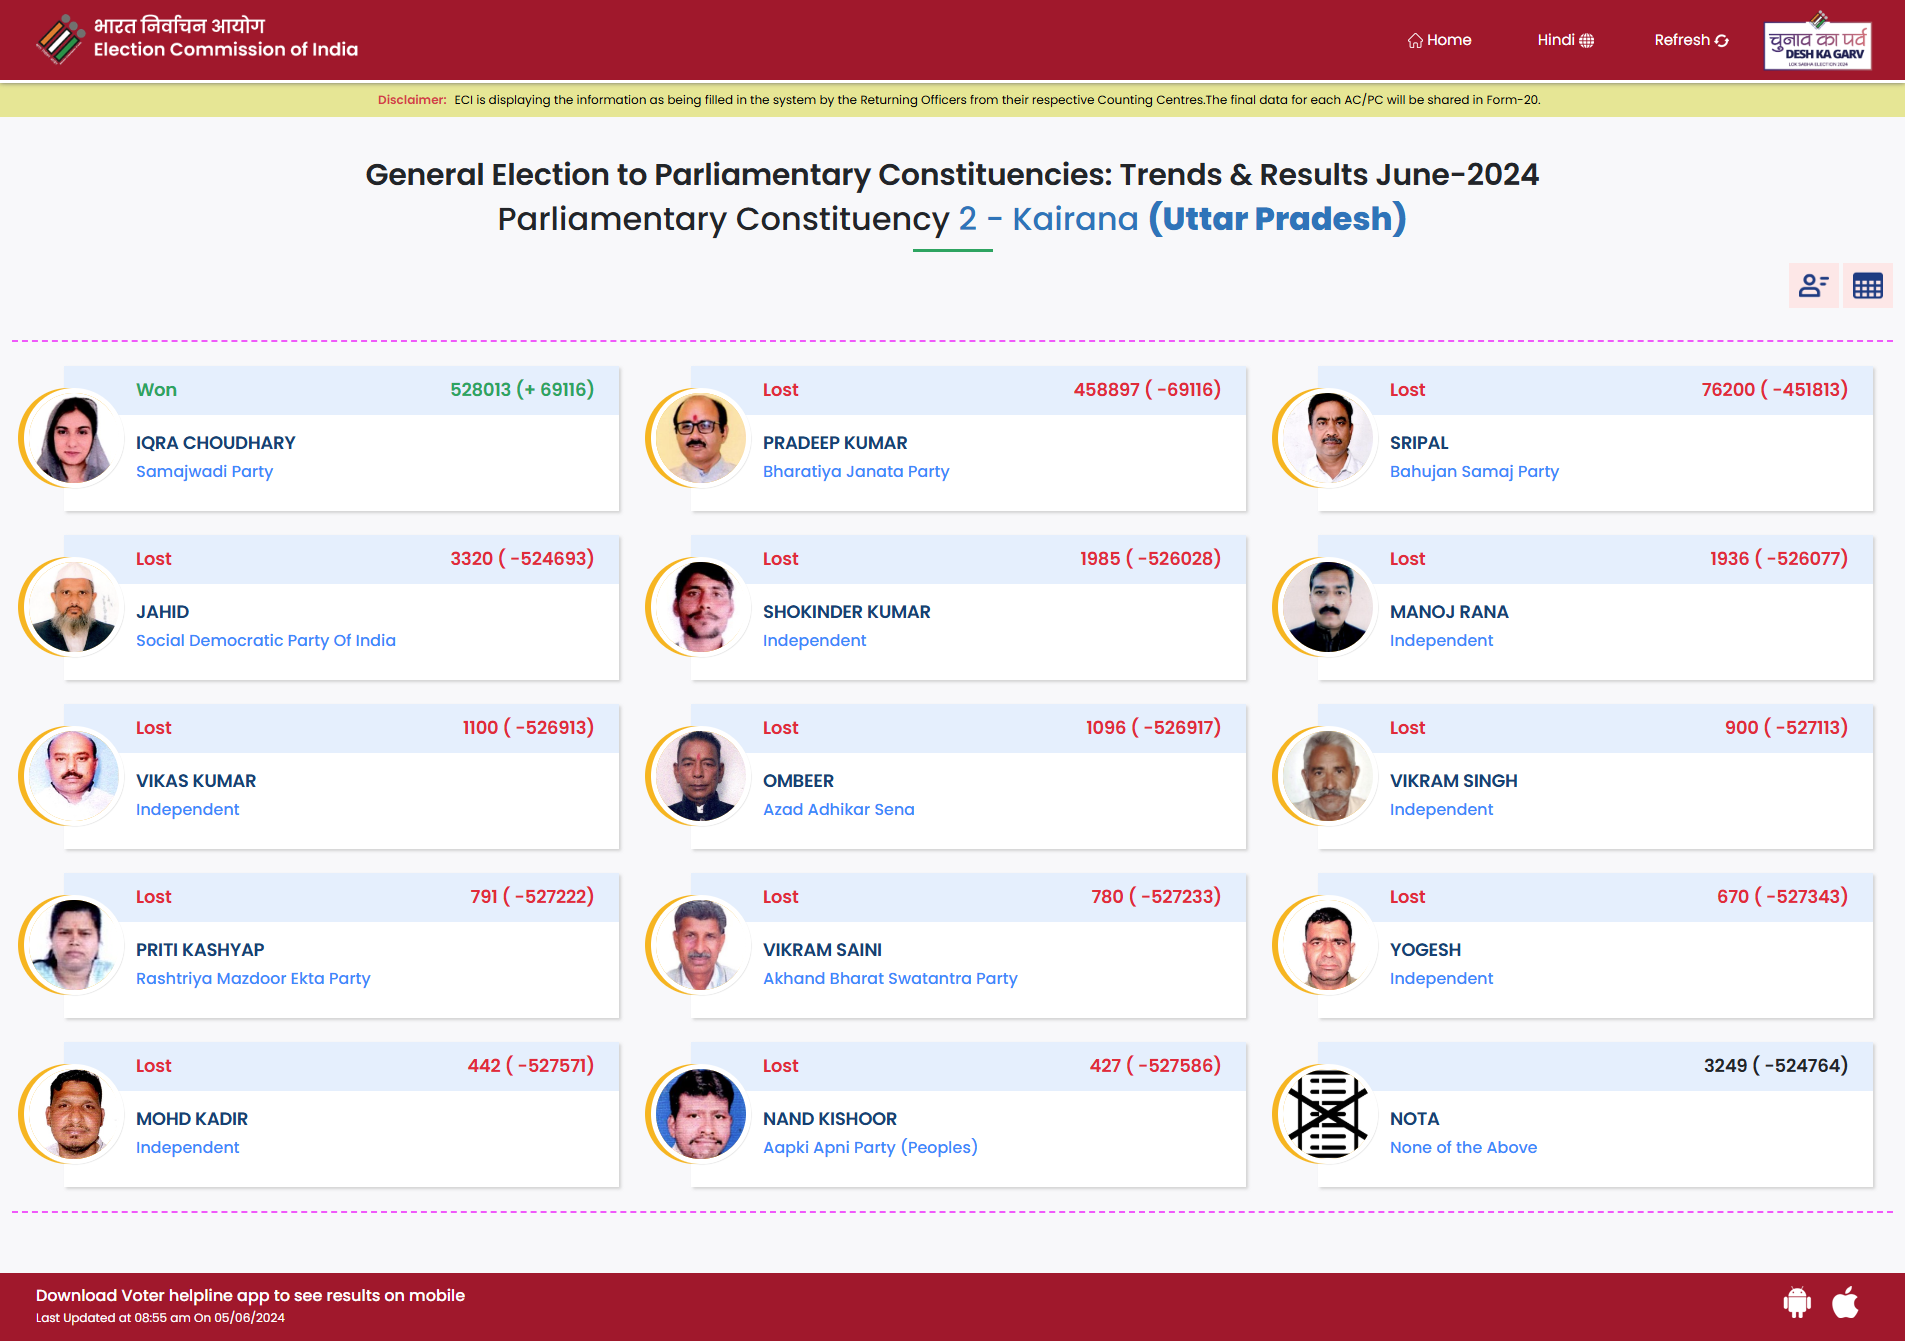 भारत निर्वाचन आयोग
Election Commission of India
Home
Hindi
Refresh
चुनाव का पर्व
DESH KA GARV
LOK SABHA ELECTION 2024
Disclaimer: ECI is displaying the information as being filled in the system by the Returning Officers from their respective Counting Centres.The final data for each AC/PC will be shared in Form-20.
General Election to Parliamentary Constituencies: Trends & Results June-2024
Parliamentary Constituency 2 - Kairana (Uttar Pradesh)
Won 528013 (+ 69116)
IQRA CHOUDHARY
Samajwadi Party
Lost 458897 ( -69116)
PRADEEP KUMAR
Bharatiya Janata Party
Lost 76200 ( -451813)
SRIPAL
Bahujan Samaj Party
Lost 3320 ( -524693)
JAHID
Social Democratic Party Of India
Lost 1985 ( -526028)
SHOKINDER KUMAR
Independent
Lost 1936 ( -526077)
MANOJ RANA
Independent
Lost 1100 ( -526913)
VIKAS KUMAR
Independent
Lost 1096 ( -526917)
OMBEER
Azad Adhikar Sena
Lost 900 ( -527113)
VIKRAM SINGH
Independent
Lost 791 ( -527222)
PRITI KASHYAP
Rashtriya Mazdoor Ekta Party
Lost 780 ( -527233)
VIKRAM SAINI
Akhand Bharat Swatantra Party
Lost 670 ( -527343)
YOGESH
Independent
Lost 442 ( -527571)
MOHD KADIR
Independent
Lost 427 ( -527586)
NAND KISHOOR
Aapki Apni Party (Peoples)
3249 ( -524764)
NOTA
None of the Above
Download Voter helpline app to see results on mobile
Last Updated at 08:55 am On 05/06/2024